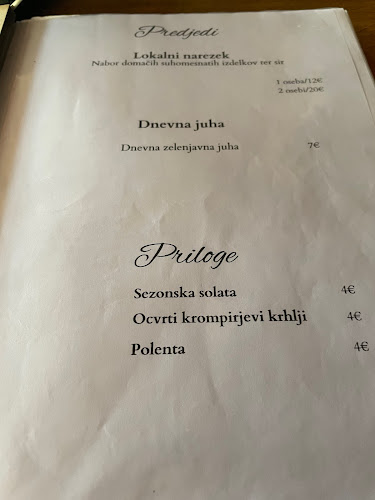 Predjedi
Lokalni narezek
Nabor domačih suhomesnatih izdelkov ter sir
1 oseba/12€
2 osebi/20€
Dnevna juha
Dnevna zelenjavna juha 7€
Priloge
Sezonska solata 4€
Ocvrti krompirjevi krhlji 4€
Polenta 4€